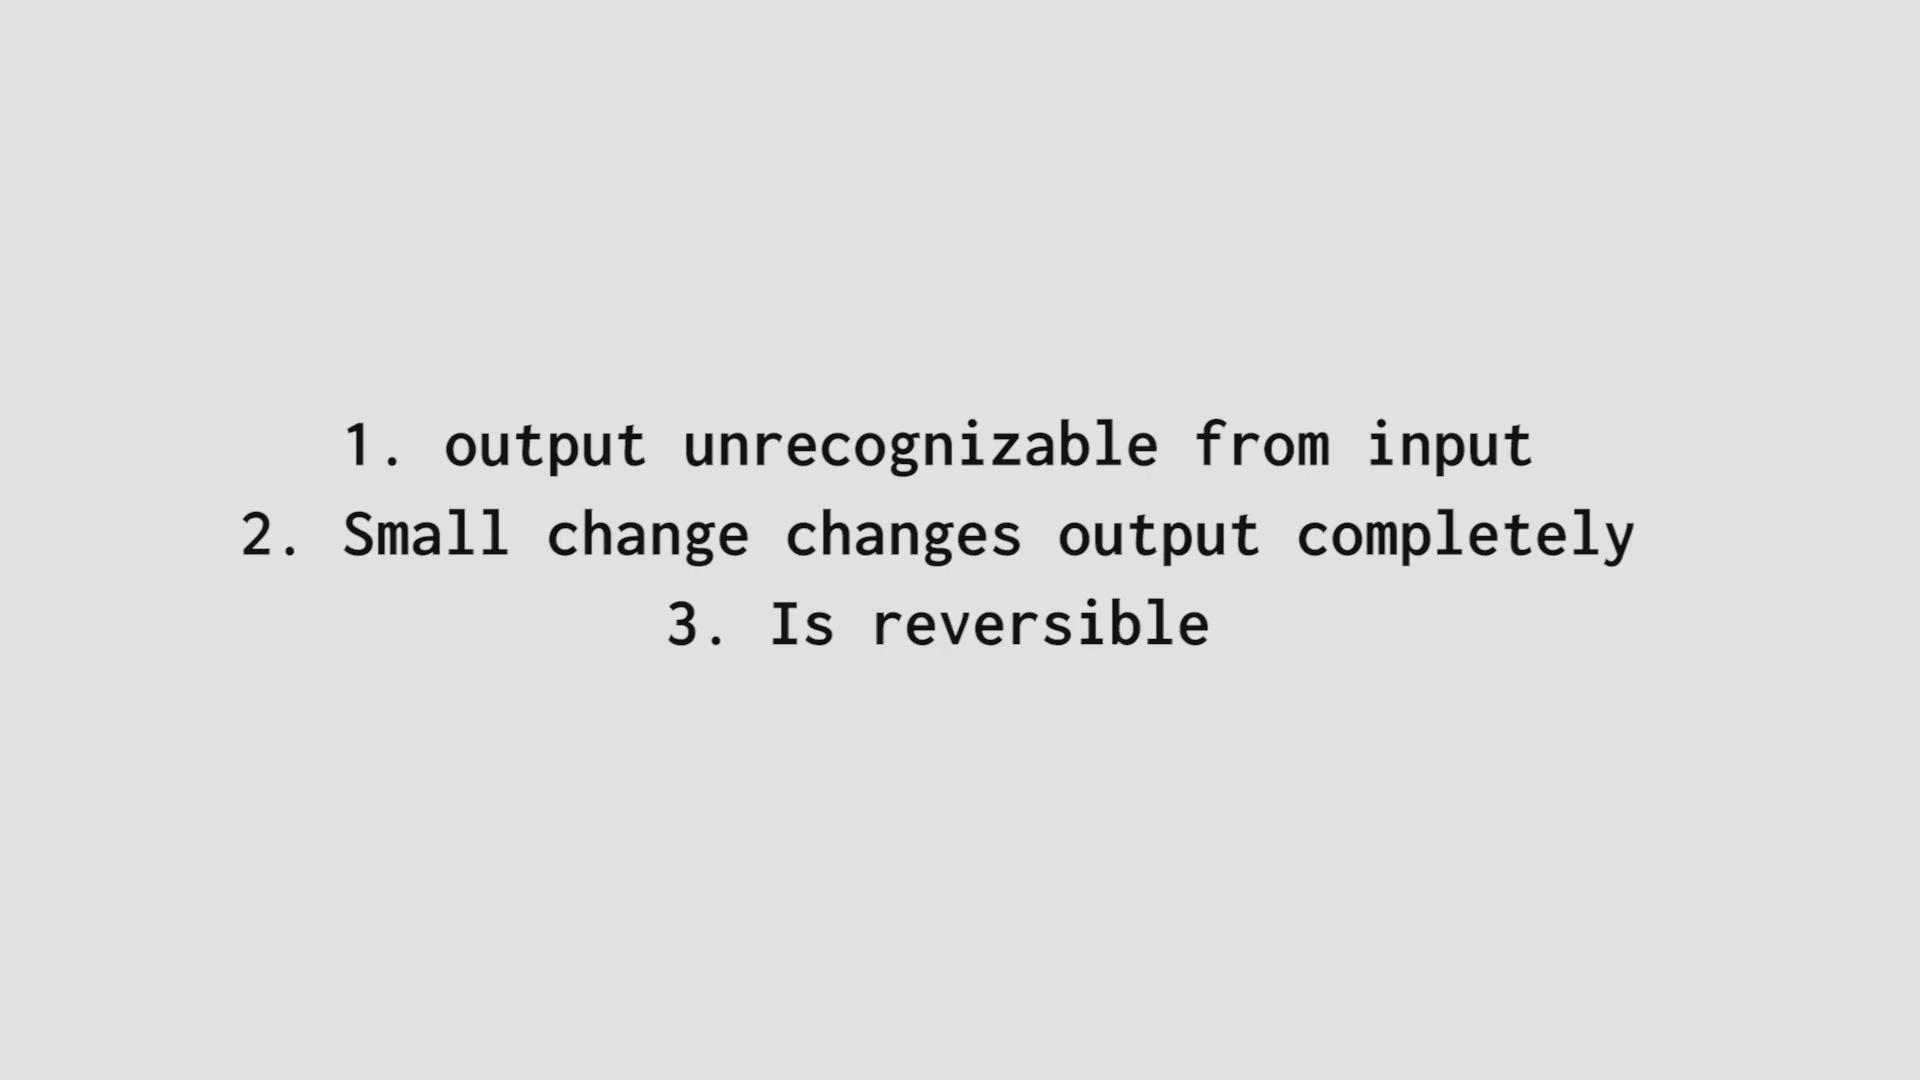 1. output unrecognizable from input
2. Small change changes output completely
3. Is reversible